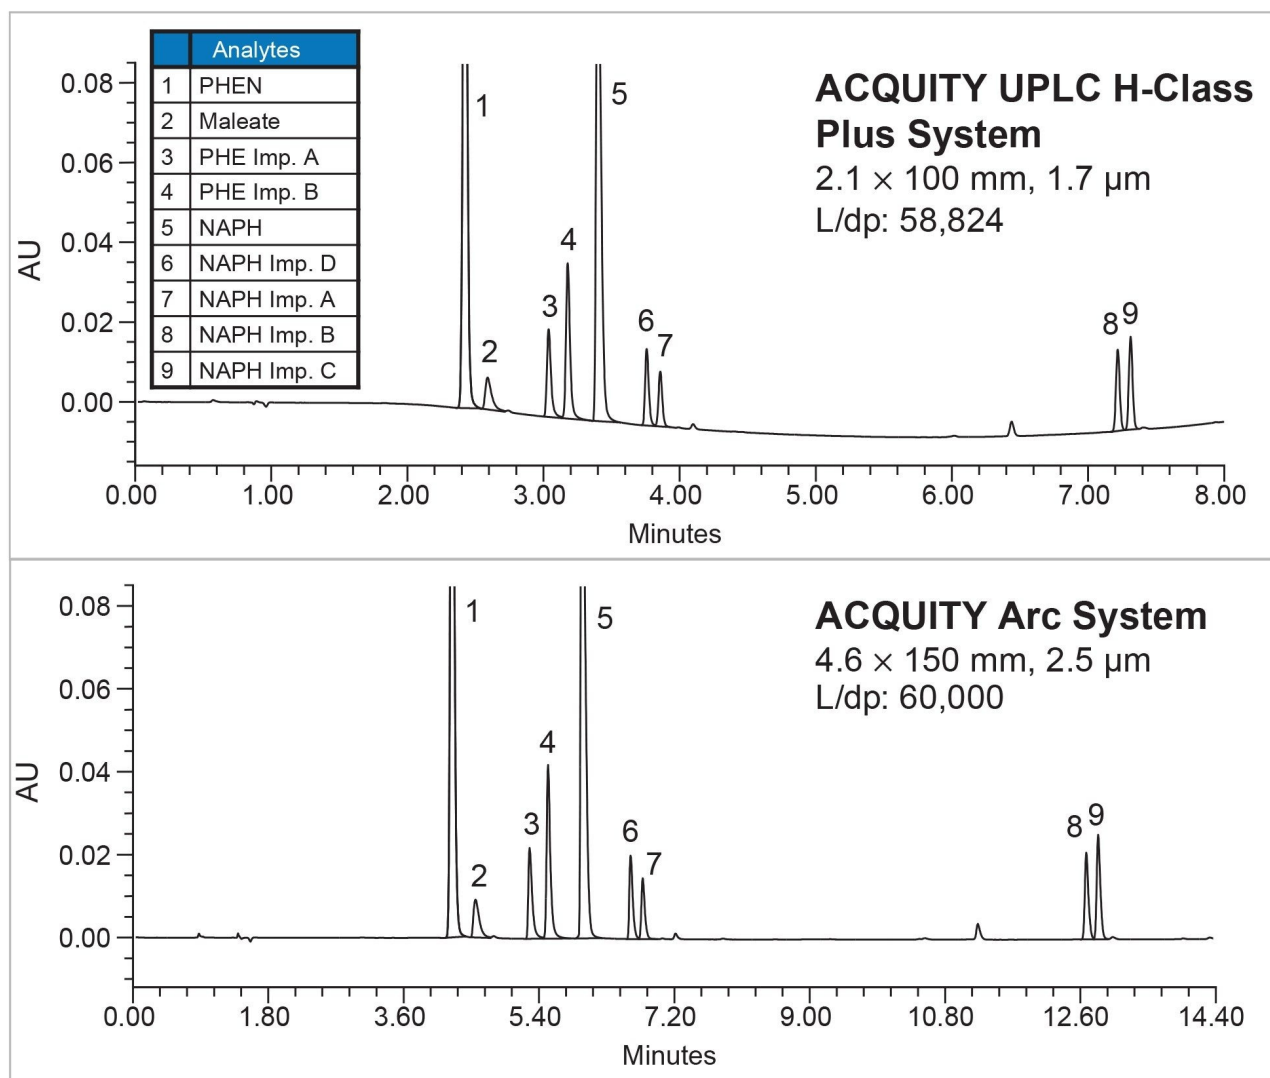 Analytes
1 PHEN
2 Maleate
3 PHE Imp. A
4 PHE Imp. B
5 NAPH
6 NAPH Imp. D
7 NAPH Imp. A
8 NAPH Imp. B
9 NAPH Imp. C
ACQUITY UPLC H-Class
Plus System
2.1 × 100 mm, 1.7 µm
L/dp: 58,824
AU
0.08
0.06
0.04
0.02
0.00
1
2
3
4
5
6
7
8
9
0.00 1.00 2.00 3.00 4.00 5.00 6.00 7.00 8.00
Minutes
ACQUITY Arc System
4.6 × 150 mm, 2.5 µm
L/dp: 60,000
AU
0.08
0.06
0.04
0.02
0.00
1
2
3
4
5
6
7
8
9
0.00 1.80 3.60 5.40 7.20 9.00 10.80 12.60 14.40
Minutes